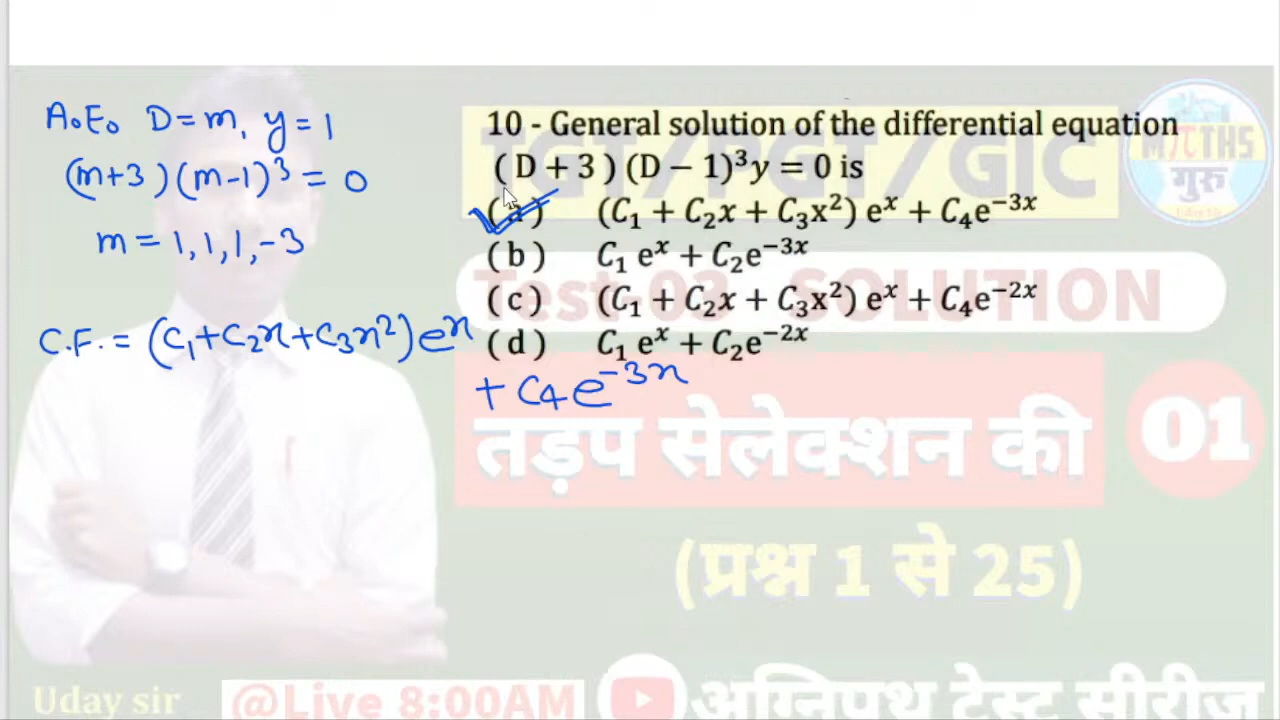 A.E. D = m, y = 1
(m+3)(m-1)³ = 0
m = 1, 1, 1, -3
C.F. = (C₁+C₂x+C₃x²)eˣ
+ C₄e⁻³ˣ
10 - General solution of the differential equation
( D + 3 ) (D − 1)³y = 0 is
(a) (C₁ + C₂x + C₃x²) eˣ + C₄e⁻³ˣ
(b) C₁ eˣ + C₂e⁻³ˣ
(c) (C₁ + C₂x + C₃x²) eˣ + C₄e⁻²ˣ
(d) C₁ eˣ + C₂e⁻²ˣ
TGT/PGT/GIC
Test 03 SOLUTION
तड़प सेलेक्शन की
01
(प्रश्न 1 से 25)
गुरु
Uday sir
@Live 8:00AM
अग्निपथ टेस्ट सीरीज